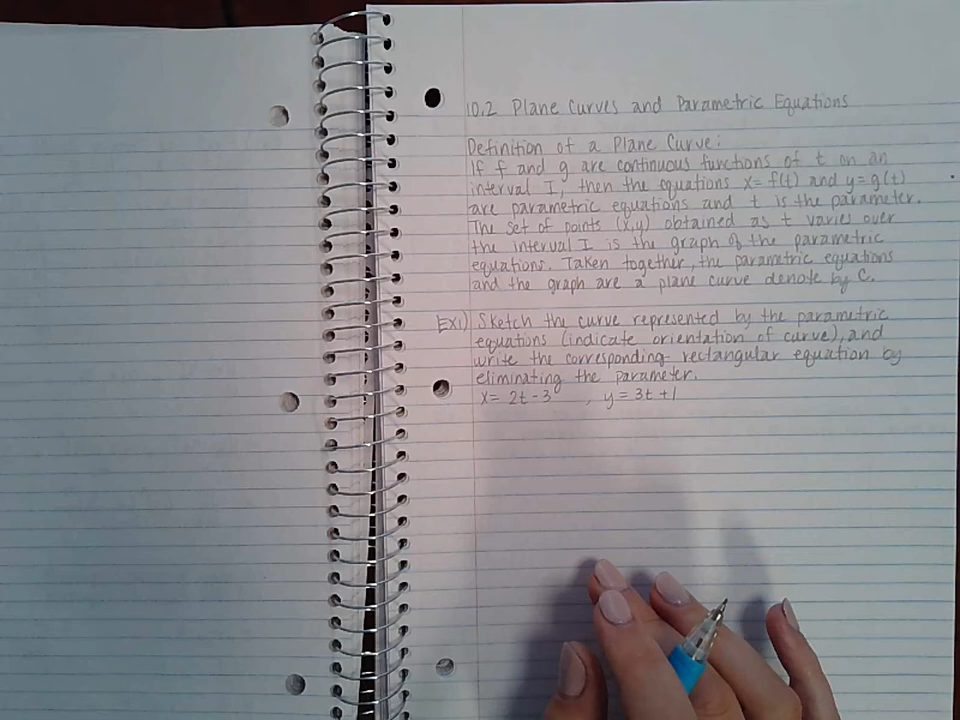 10.2 Plane Curves and Parametric Equations
Definition of a Plane Curve:
If f and g are continuous functions of t on an
interval I, then the equations x= f(t) and y=g(t)
are parametric equations and t is the parameter.
The set of points (x,y) obtained as t varies over
the interval I is the graph of the parametric
equations. Taken together, the parametric equations
and the graph are a plane curve denote by C.
EX1) Sketch the curve represented by the parametric
equations (indicate orientation of curve), and
write the corresponding rectangular equation by
eliminating the parameter.
x= 2t-3 , y=3t+1